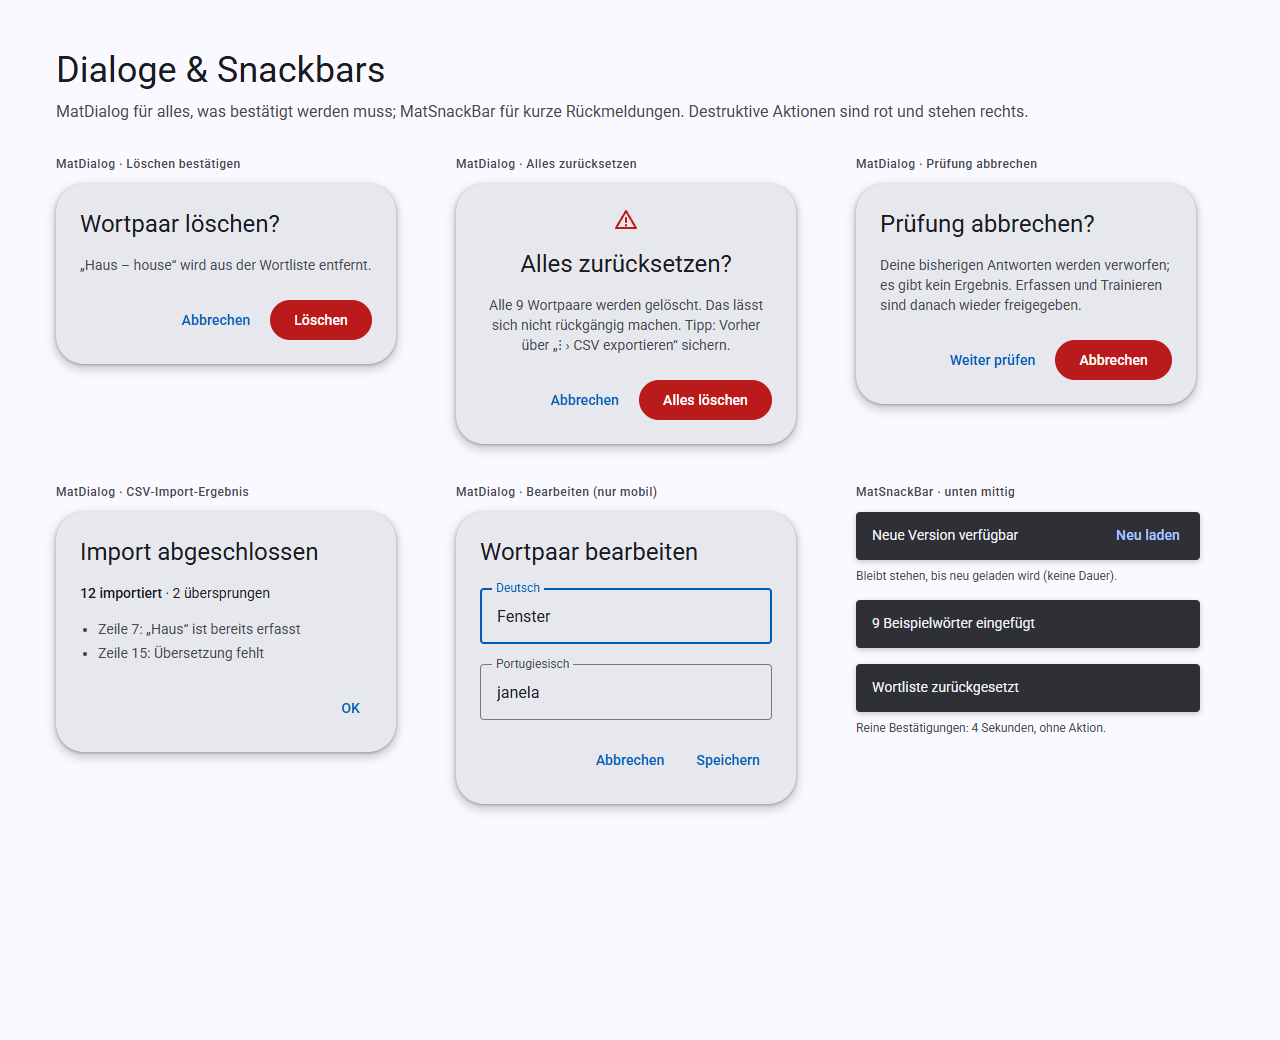 Dialoge & Snackbars
MatDialog für alles, was bestätigt werden muss; MatSnackBar für kurze Rückmeldungen. Destruktive Aktionen sind rot und stehen rechts.
MatDialog · Löschen bestätigen
Wortpaar löschen?
„Haus – house“ wird aus der Wortliste entfernt.
Abbrechen
Löschen
MatDialog · Alles zurücksetzen
Alles zurücksetzen?
Alle 9 Wortpaare werden gelöscht. Das lässt
sich nicht rückgängig machen. Tipp: Vorher
über „⋮ › CSV exportieren“ sichern.
Abbrechen
Alles löschen
MatDialog · Prüfung abbrechen
Prüfung abbrechen?
Deine bisherigen Antworten werden verworfen;
es gibt kein Ergebnis. Erfassen und Trainieren
sind danach wieder freigegeben.
Weiter prüfen
Abbrechen
MatDialog · CSV-Import-Ergebnis
Import abgeschlossen
12 importiert · 2 übersprungen
• Zeile 7: „Haus“ ist bereits erfasst
• Zeile 15: Übersetzung fehlt
OK
MatDialog · Bearbeiten (nur mobil)
Wortpaar bearbeiten
Deutsch
Fenster
Portugiesisch
janela
Abbrechen
Speichern
MatSnackBar · unten mittig
Neue Version verfügbar
Neu laden
Bleibt stehen, bis neu geladen wird (keine Dauer).
9 Beispielwörter eingefügt
Wortliste zurückgesetzt
Reine Bestätigungen: 4 Sekunden, ohne Aktion.